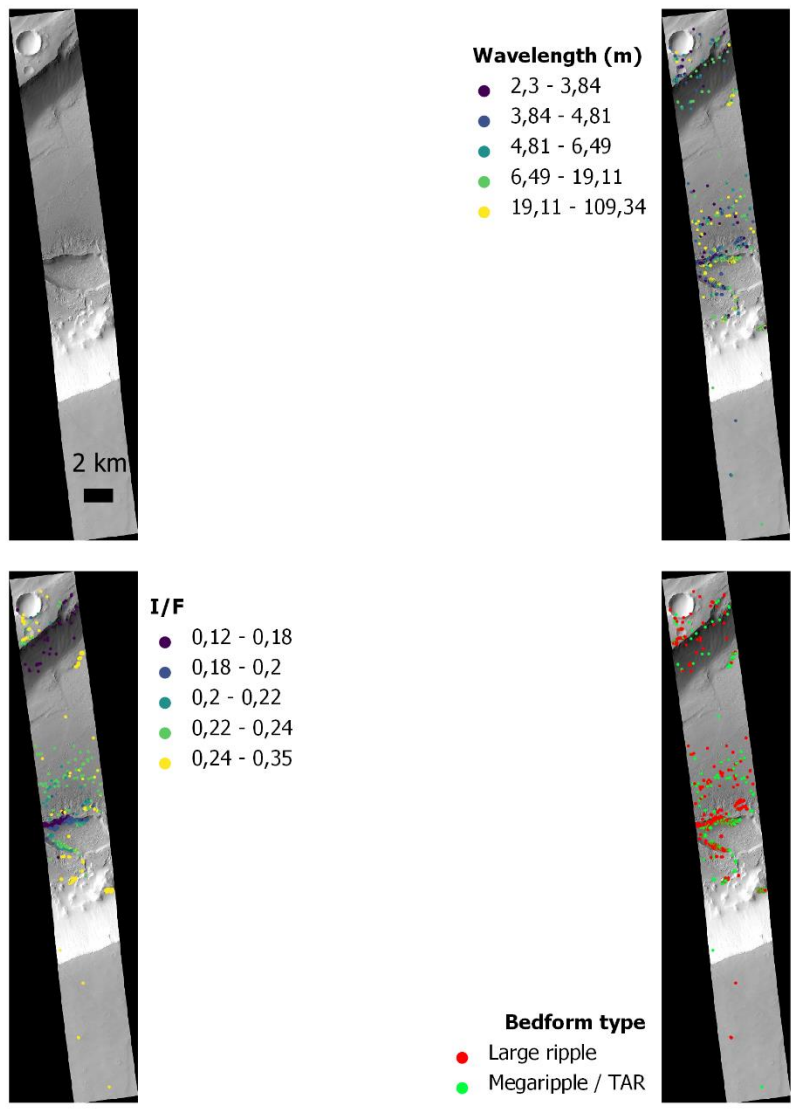 Wavelength (m)
2,3 - 3,84
3,84 - 4,81
4,81 - 6,49
6,49 - 19,11
19,11 - 109,34
2 km
I/F
0,12 - 0,18
0,18 - 0,2
0,2 - 0,22
0,22 - 0,24
0,24 - 0,35
Bedform type
Large ripple
Megaripple / TAR